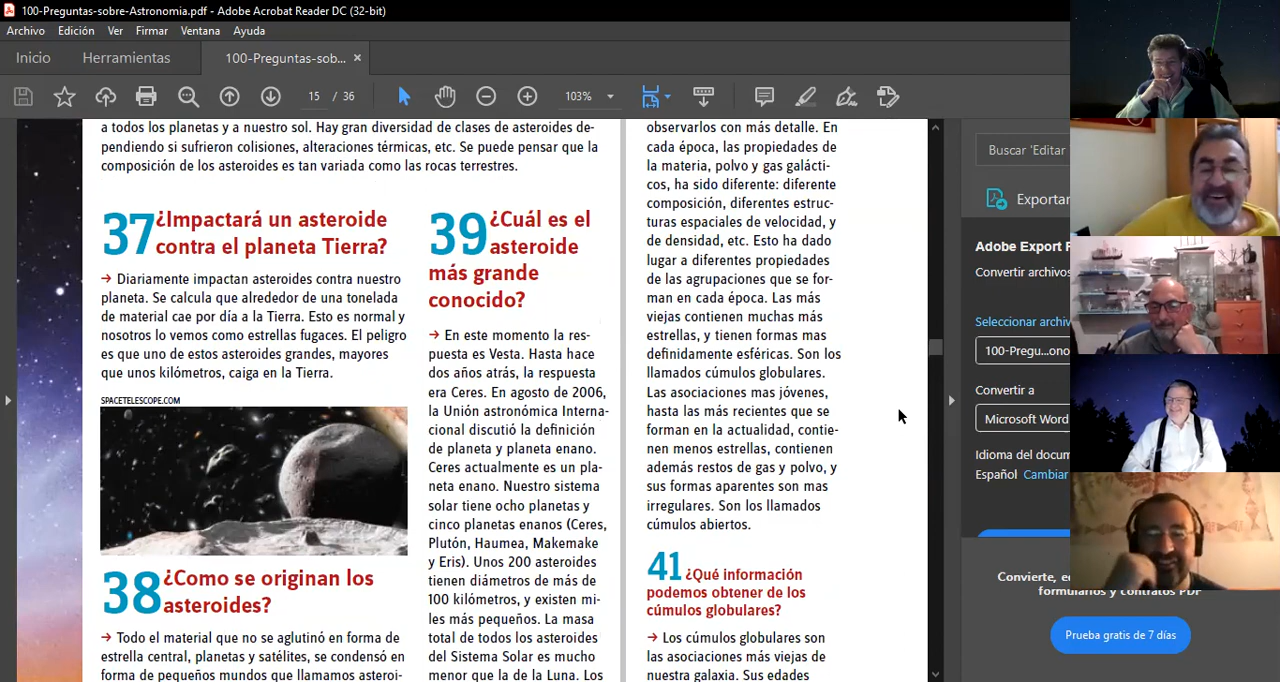 100-Preguntas-sobre-Astronomia.pdf - Adobe Acrobat Reader DC (32-bit)
Archivo Edición Ver Firmar Ventana Ayuda
Inicio Herramientas 100-Preguntas-sob... ×
15 / 36 103%
a todos los planetas y a nuestro sol. Hay gran diversidad de clases de asteroides de-
pendiendo si sufrieron colisiones, alteraciones térmicas, etc. Se puede pensar que la
composición de los asteroides es tan variada como las rocas terrestres.
37 ¿Impactará un asteroide
contra el planeta Tierra?
→ Diariamente impactan asteroides contra nuestro
planeta. Se calcula que alrededor de una tonelada
de material cae por día a la Tierra. Esto es normal y
nosotros lo vemos como estrellas fugaces. El peligro
es que uno de estos asteroides grandes, mayores
que unos kilómetros, caiga en la Tierra.
SPACETELESCOPE.COM
38 ¿Como se originan los
asteroides?
→ Todo el material que no se aglutinó en forma de
estrella central, planetas y satélites, se condensó en
forma de pequeños mundos que llamamos asteroi-
39 ¿Cuál es el
asteroide
más grande
conocido?
→ En este momento la res-
puesta es Vesta. Hasta hace
dos años atrás, la respuesta
era Ceres. En agosto de 2006,
la Unión astronómica Interna-
cional discutió la definición
de planeta y planeta enano.
Ceres actualmente es un pla-
neta enano. Nuestro sistema
solar tiene ocho planetas y
cinco planetas enanos (Ceres,
Plutón, Haumea, Makemake
y Eris). Unos 200 asteroides
tienen diámetros de más de
100 kilómetros, y existen mi-
les más pequeños. La masa
total de todos los asteroides
del Sistema Solar es mucho
menor que la de la Luna. Los
observarlos con más detalle. En
cada época, las propiedades de
la materia, polvo y gas galácti-
cos, ha sido diferente: diferente
composición, diferentes estruc-
turas espaciales de velocidad, y
de densidad, etc. Esto ha dado
lugar a diferentes propiedades
de las agrupaciones que se for-
man en cada época. Las más
viejas contienen muchas más
estrellas, y tienen formas mas
definidamente esféricas. Son los
llamados cúmulos globulares.
Las asociaciones mas jóvenes,
hasta las más recientes que se
forman en la actualidad, contie-
nen menos estrellas, contienen
además restos de gas y polvo, y
sus formas aparentes son mas
irregulares. Son los llamados
cúmulos abiertos.
41 ¿Qué información
podemos obtener de los
cúmulos globulares?
→ Los cúmulos globulares son
las asociaciones más viejas de
nuestra galaxia. Sus edades
Buscar 'Editar
Exportar
Adobe Export
Convertir archivos
Seleccionar archiv
100-Pregu...ono
Convertir a
Microsoft Word
Idioma del docum
Español Cambiar
Convierte, e
formularios y contratos PDF
Prueba gratis de 7 días